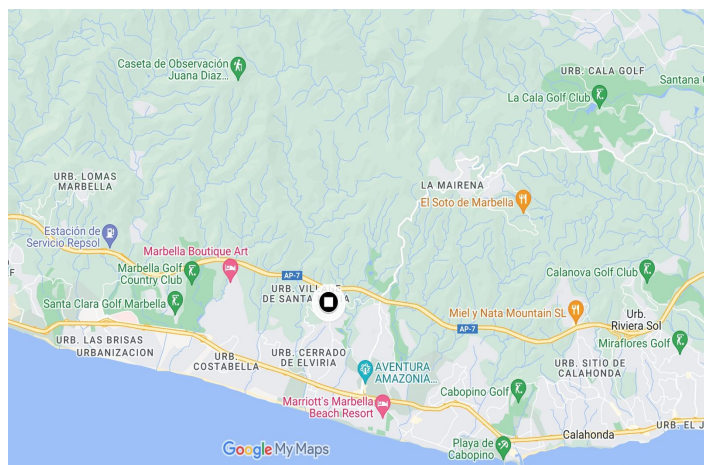 Caseta de Observación
Juana Diaz...
URB. CALA GOLF
Santana
La Cala Golf Club
URB. LOMAS
MARBELLA
LA MAIRENA
El Soto de Marbella
Estación de
Servicio Repsol
Marbella Boutique Art
Marbella Golf
Country Club
AP-7
Calanova Golf Club
URB.
DE SANTA
Santa Clara Golf Marbella
Miel y Nata Mountain SL
Urb.
Riviera Sol
AP-7
Miraflores Golf
URB. LAS BRISAS
URBANIZACION
URB.
COSTABELLA
URB. CERRADO
DE ELVIRIA
AVENTURA
AMAZONIA...
URB. SITIO DE
CALAHONDA
Cabopino Golf
Marriott's Marbella
Beach Resort
URB. EL J
Calahonda
Playa de
Cabopino
Google My Maps